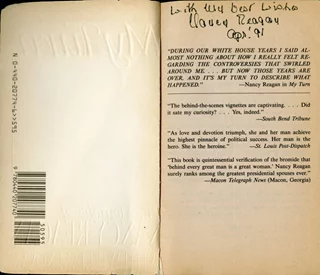 With My Best Wishes
Nancy Reagan
Apr. '91
"DURING OUR WHITE HOUSE YEARS I SAID AL-
MOST NOTHING ABOUT HOW I REALLY FELT RE-
GARDING THE CONTROVERSIES THAT SWIRLED
AROUND ME . . . BUT NOW THOSE YEARS ARE
OVER, AND IT'S MY TURN TO DESCRIBE WHAT
HAPPENED."
—Nancy Reagan in My Turn
"The behind-the-scenes vignettes are captivating. . . . Did
it sate my curiosity? . . . Yes, indeed."
—South Bend Tribune
"As love and devotion triumph, she and her man achieve
the highest pinnacle of political success. Her man is the
hero. She is the heroine."
—St. Louis Post-Dispatch
"This book is quintessential verification of the bromide that
'behind every great man is a great woman.' Nancy Reagan
surely ranks among the greatest presidential spouses ever."
—Macon Telegraph News (Macon, Georgia)
My Turn